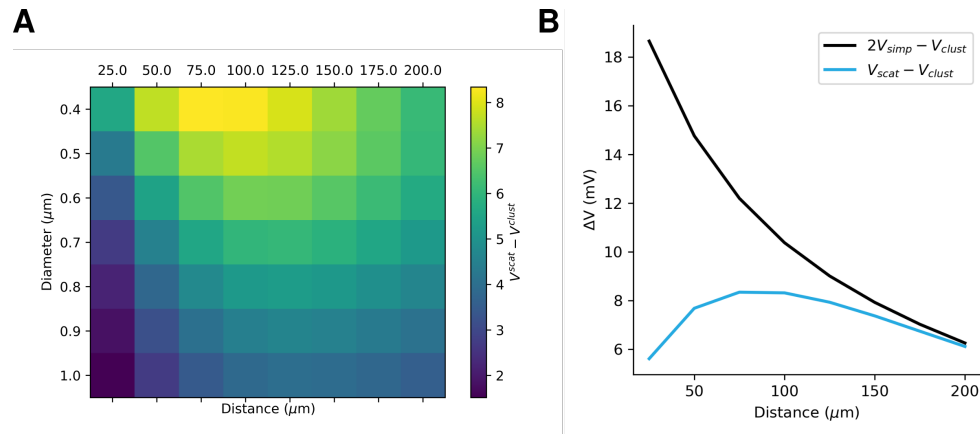 A
25.0 50.0 75.0 100.0 125.0 150.0 175.0 200.0
0.4
0.5
0.6
0.7
0.8
0.9
1.0
Diameter (μm)
Distance (μm)
8
7
6
5
4
3
2
V^scat − V^clust
B
18
16
14
12
10
8
6
ΔV (mV)
2V_simp − V_clust
V_scat − V_clust
50 100 150 200
Distance (μm)